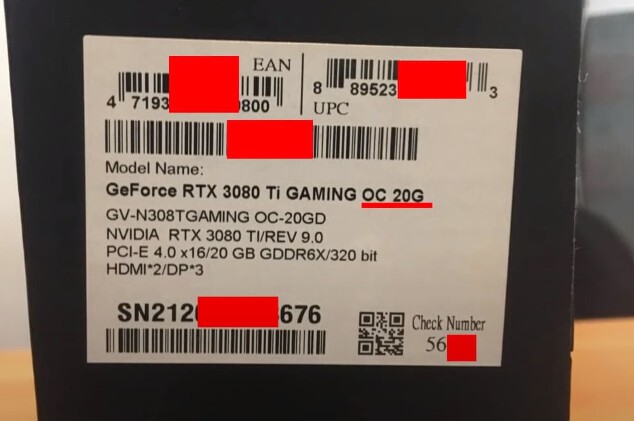 EAN
4 7193 0800
8 89523 3
UPC
Model Name:
GeForce RTX 3080 Ti GAMING OC 20G
GV-N308TGAMING OC-20GD
NVIDIA RTX 3080 TI/REV 9.0
PCI-E 4.0 x16/20 GB GDDR6X/320 bit
HDMI*2/DP*3
SN212 676
Check Number
56